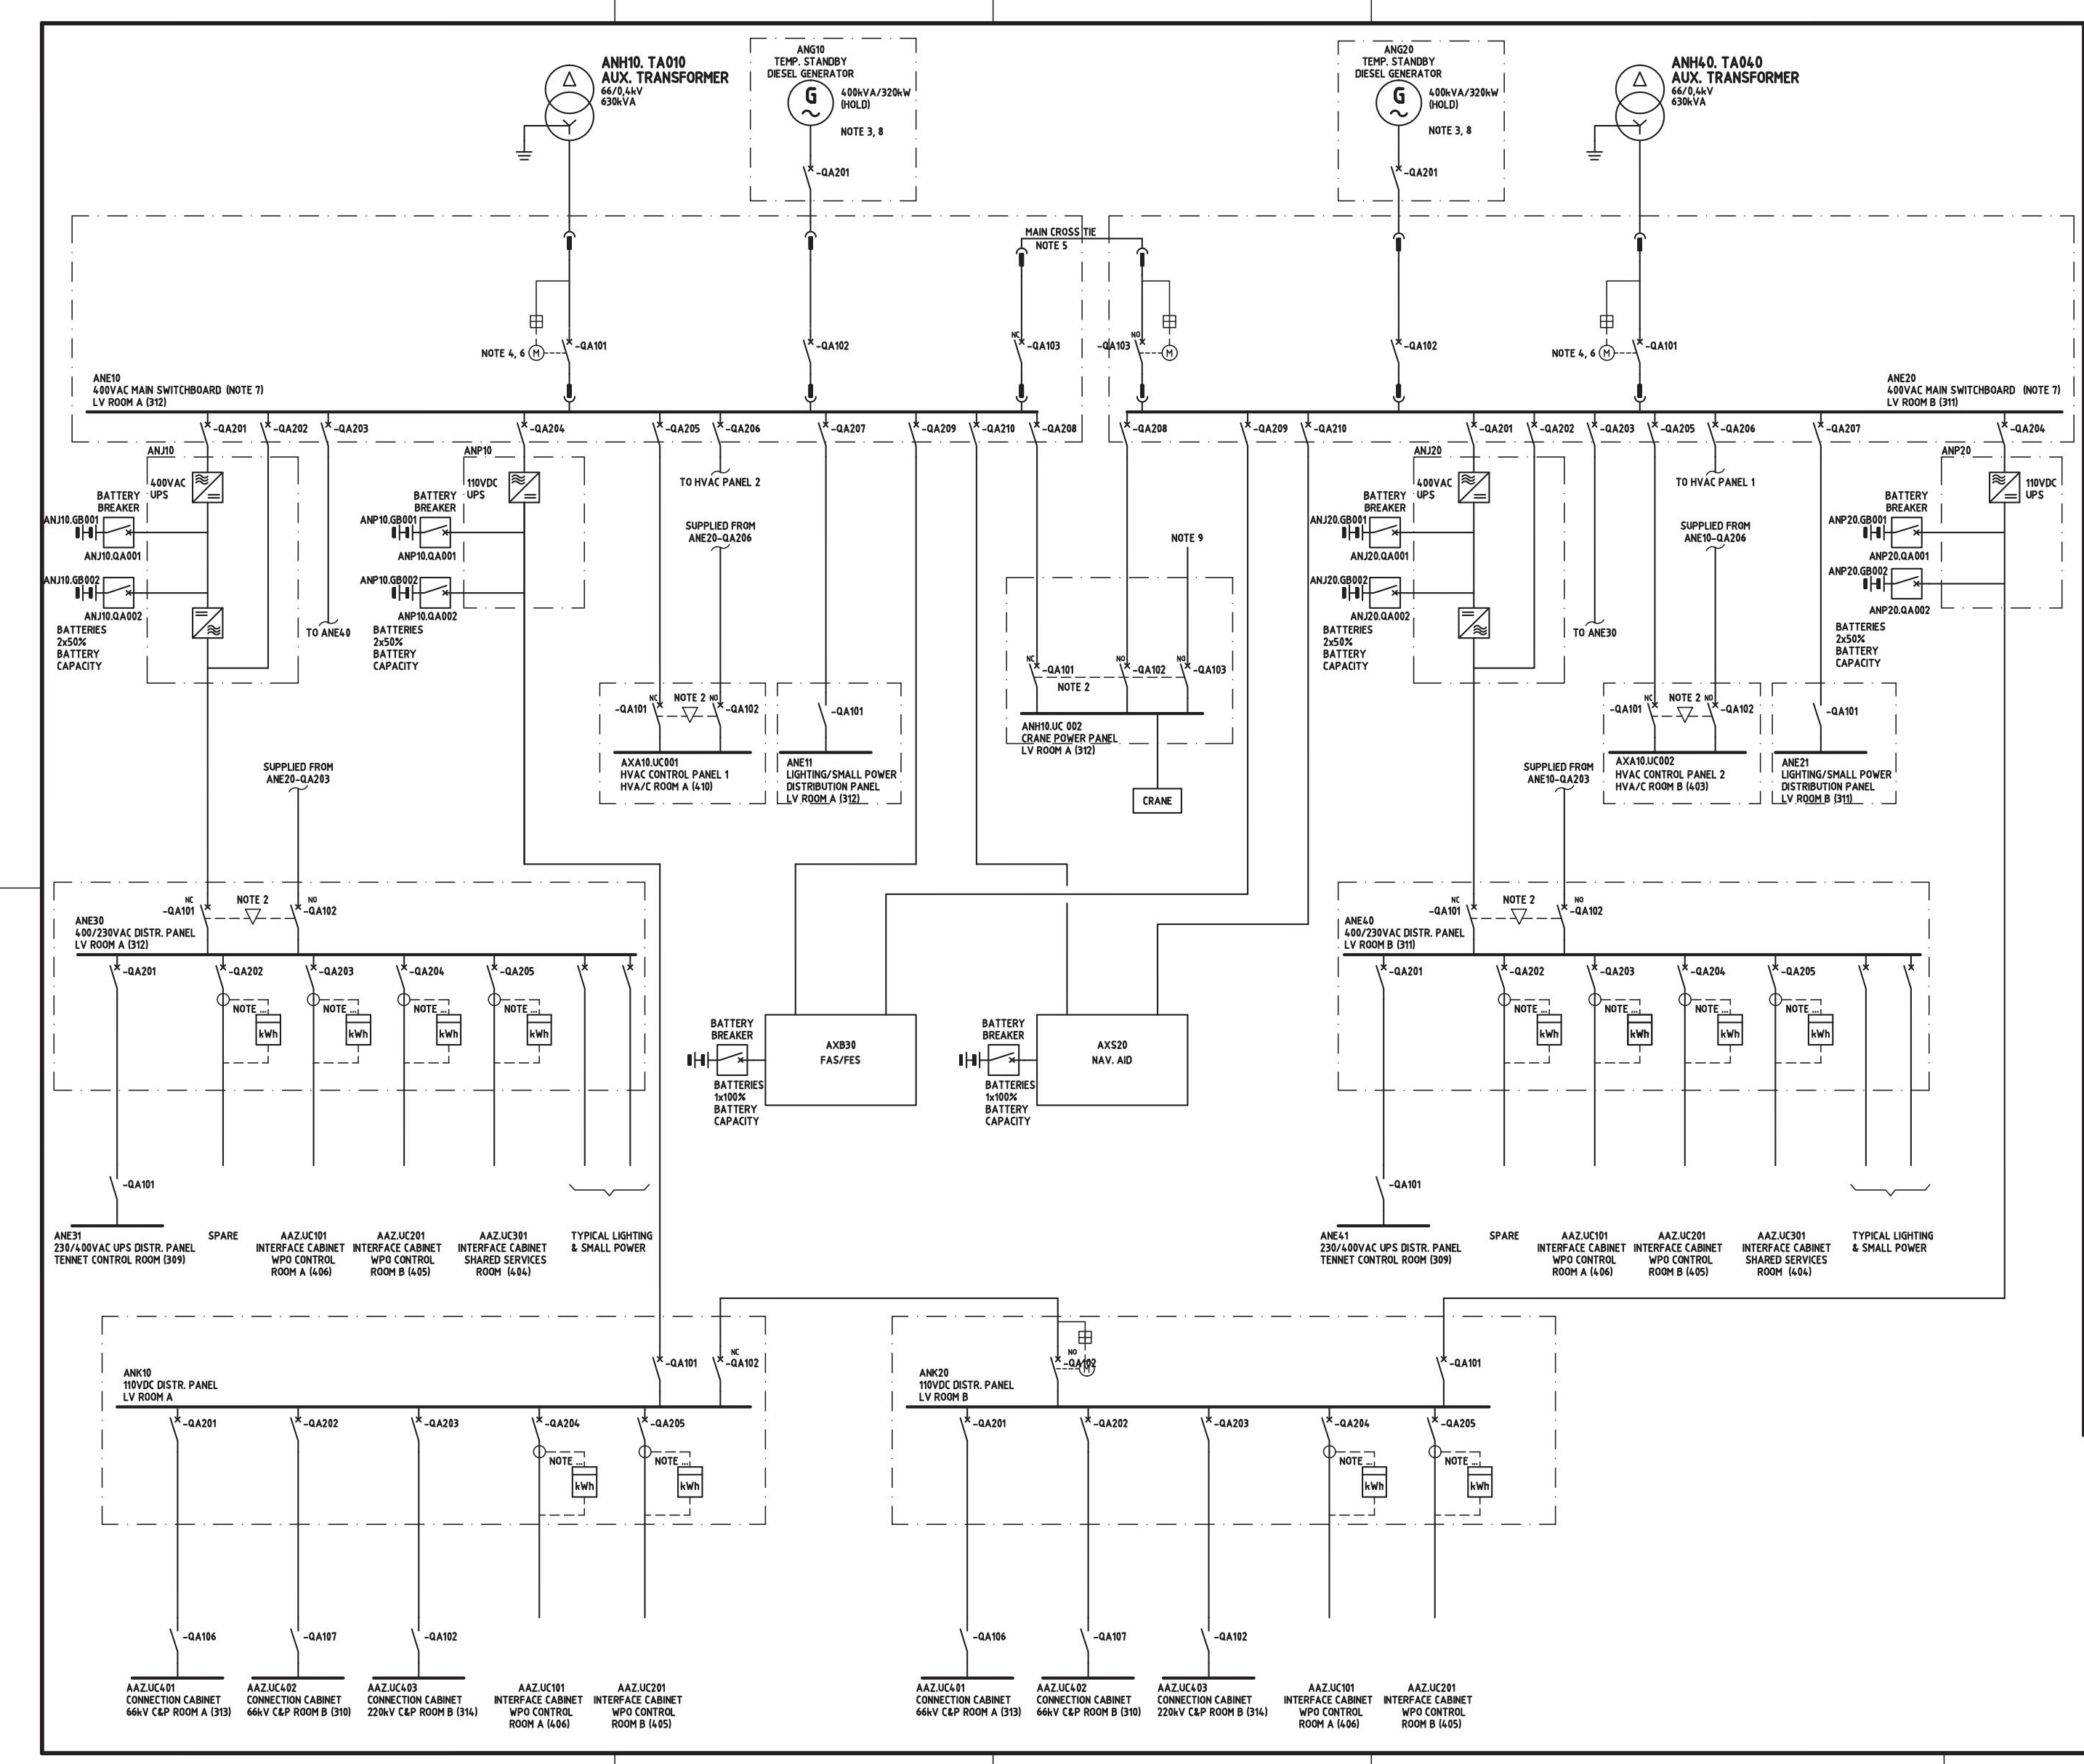 ANH10. TA010
AUX. TRANSFORMER
66/0,4kV
630kVA
ANG10
TEMP. STANDBY
DIESEL GENERATOR
G
400kVA/320kW
(HOLD)
NOTE 3, 8
-QA201
ANG20
TEMP. STANDBY
DIESEL GENERATOR
G
400kVA/320kW
(HOLD)
NOTE 3, 8
-QA201
ANH40. TA040
AUX. TRANSFORMER
66/0,4kV
630kVA
MAIN CROSS TIE
NOTE 5
NOTE 4, 6
M
-QA101
-QA102
NC
-QA103
NO
-QA103
M
-QA102
NOTE 4, 6
M
-QA101
ANE10
400VAC MAIN SWITCHBOARD (NOTE 7)
LV ROOM A (312)
ANE20
400VAC MAIN SWITCHBOARD (NOTE 7)
LV ROOM B (311)
-QA201
-QA202
-QA203
-QA204
-QA205
-QA206
-QA207
-QA209
-QA210
-QA208
-QA208
-QA209
-QA210
-QA201
-QA202
-QA203
-QA205
-QA206
-QA207
-QA204
ANJ10
400VAC
UPS
BATTERY
BREAKER
ANJ10.GB001
ANJ10.QA001
ANJ10.GB002
ANJ10.QA002
BATTERIES
2x50%
BATTERY
CAPACITY
TO ANE40
ANP10
110VDC
UPS
BATTERY
BREAKER
ANP10.GB001
ANP10.QA001
ANP10.GB002
ANP10.QA002
BATTERIES
2x50%
BATTERY
CAPACITY
TO HVAC PANEL 2
SUPPLIED FROM
ANE20-QA206
NOTE 9
ANJ20
400VAC
UPS
BATTERY
BREAKER
ANJ20.GB001
ANJ20.QA001
ANJ20.GB002
ANJ20.QA002
BATTERIES
2x50%
BATTERY
CAPACITY
TO ANE30
TO HVAC PANEL 1
SUPPLIED FROM
ANE10-QA206
ANP20
110VDC
UPS
BATTERY
BREAKER
ANP20.GB001
ANP20.QA001
ANP20.GB002
ANP20.QA002
BATTERIES
2x50%
BATTERY
CAPACITY
NC
-QA101
NOTE 2
NO
-QA102
AXA10.UC001
HVAC CONTROL PANEL 1
HVA/C ROOM A (410)
-QA101
ANE11
LIGHTING/SMALL POWER
DISTRIBUTION PANEL
LV ROOM A (312)
NC
-QA101
NO
-QA102
NO
-QA103
NOTE 2
ANH10.UC 002
CRANE POWER PANEL
LV ROOM A (312)
CRANE
NC
-QA101
NOTE 2
NO
-QA102
AXA10.UC002
HVAC CONTROL PANEL 2
HVA/C ROOM B (403)
-QA101
ANE21
LIGHTING/SMALL POWER
DISTRIBUTION PANEL
LV ROOM B (311)
SUPPLIED FROM
ANE20-QA203
SUPPLIED FROM
ANE10-QA203
NC
-QA101
NOTE 2
NO
-QA102
ANE30
400/230VAC DISTR. PANEL
LV ROOM A (312)
-QA201
-QA202
-QA203
-QA204
-QA205
NOTE ...
kWh
NOTE ...
kWh
NOTE ...
kWh
NOTE ...
kWh
-QA101
ANE31
230/400VAC UPS DISTR. PANEL
TENNET CONTROL ROOM (309)
SPARE
AAZ.UC101
INTERFACE CABINET
WPO CONTROL
ROOM A (406)
AAZ.UC201
INTERFACE CABINET
WPO CONTROL
ROOM B (405)
AAZ.UC301
INTERFACE CABINET
SHARED SERVICES
ROOM (404)
TYPICAL LIGHTING
& SMALL POWER
BATTERY
BREAKER
BATTERIES
1x100%
BATTERY
CAPACITY
AXB30
FAS/FES
BATTERY
BREAKER
BATTERIES
1x100%
BATTERY
CAPACITY
AXS20
NAV. AID
NC
-QA101
NOTE 2
NO
-QA102
ANE40
400/230VAC DISTR. PANEL
LV ROOM B (311)
-QA201
-QA202
-QA203
-QA204
-QA205
NOTE ...
kWh
NOTE ...
kWh
NOTE ...
kWh
NOTE ...
kWh
-QA101
ANE41
230/400VAC UPS DISTR. PANEL
TENNET CONTROL ROOM (309)
SPARE
AAZ.UC101
INTERFACE CABINET
WPO CONTROL
ROOM A (406)
AAZ.UC201
INTERFACE CABINET
WPO CONTROL
ROOM B (405)
AAZ.UC301
INTERFACE CABINET
SHARED SERVICES
ROOM (404)
TYPICAL LIGHTING
& SMALL POWER
-QA101
NC
-QA102
ANK10
110VDC DISTR. PANEL
LV ROOM A
-QA201
-QA202
-QA203
-QA204
-QA205
NOTE ...
kWh
NOTE ...
kWh
-QA106
-QA107
-QA102
AAZ.UC401
CONNECTION CABINET
66kV C&P ROOM A (313)
AAZ.UC402
CONNECTION CABINET
66kV C&P ROOM B (310)
AAZ.UC403
CONNECTION CABINET
220kV C&P ROOM B (314)
AAZ.UC101
INTERFACE CABINET
WPO CONTROL
ROOM A (406)
AAZ.UC201
INTERFACE CABINET
WPO CONTROL
ROOM B (405)
NO
-QA102
M
-QA101
ANK20
110VDC DISTR. PANEL
LV ROOM B
-QA201
-QA202
-QA203
-QA204
-QA205
NOTE ...
kWh
NOTE ...
kWh
-QA106
-QA107
-QA102
AAZ.UC401
CONNECTION CABINET
66kV C&P ROOM A (313)
AAZ.UC402
CONNECTION CABINET
66kV C&P ROOM B (310)
AAZ.UC403
CONNECTION CABINET
220kV C&P ROOM B (314)
AAZ.UC101
INTERFACE CABINET
WPO CONTROL
ROOM A (406)
AAZ.UC201
INTERFACE CABINET
WPO CONTROL
ROOM B (405)